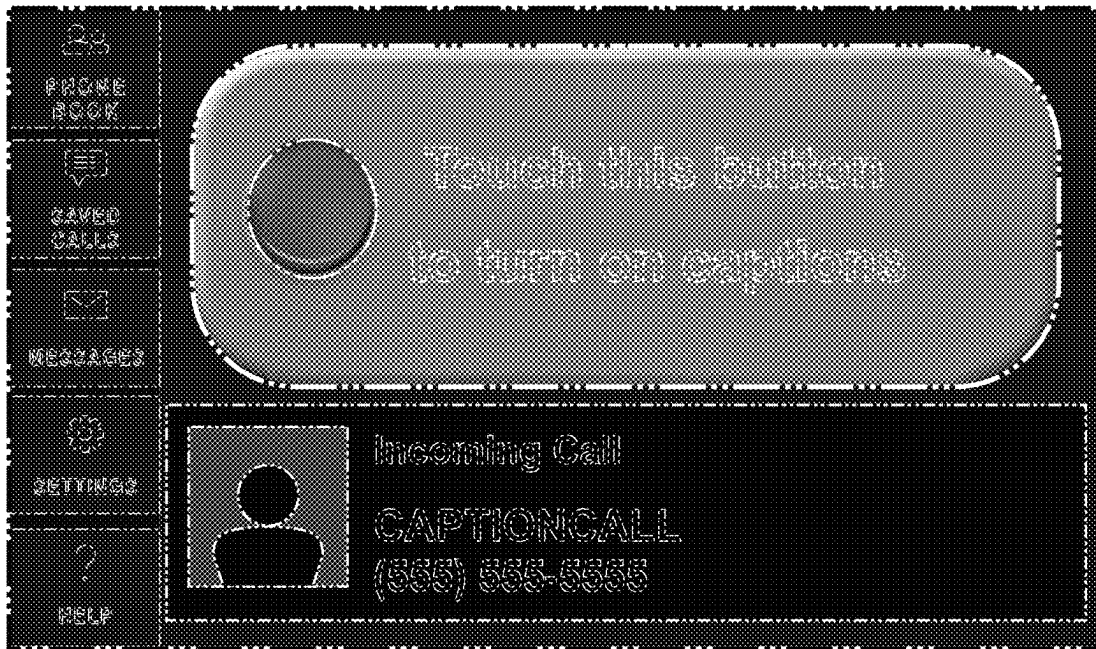 PHONE
BOOK
SAVED
CALLS
MESSAGES
SETTINGS
HELP
Touch this button
to turn on captions
Incoming Call
CAPTIONCALL
(555) 555-5555